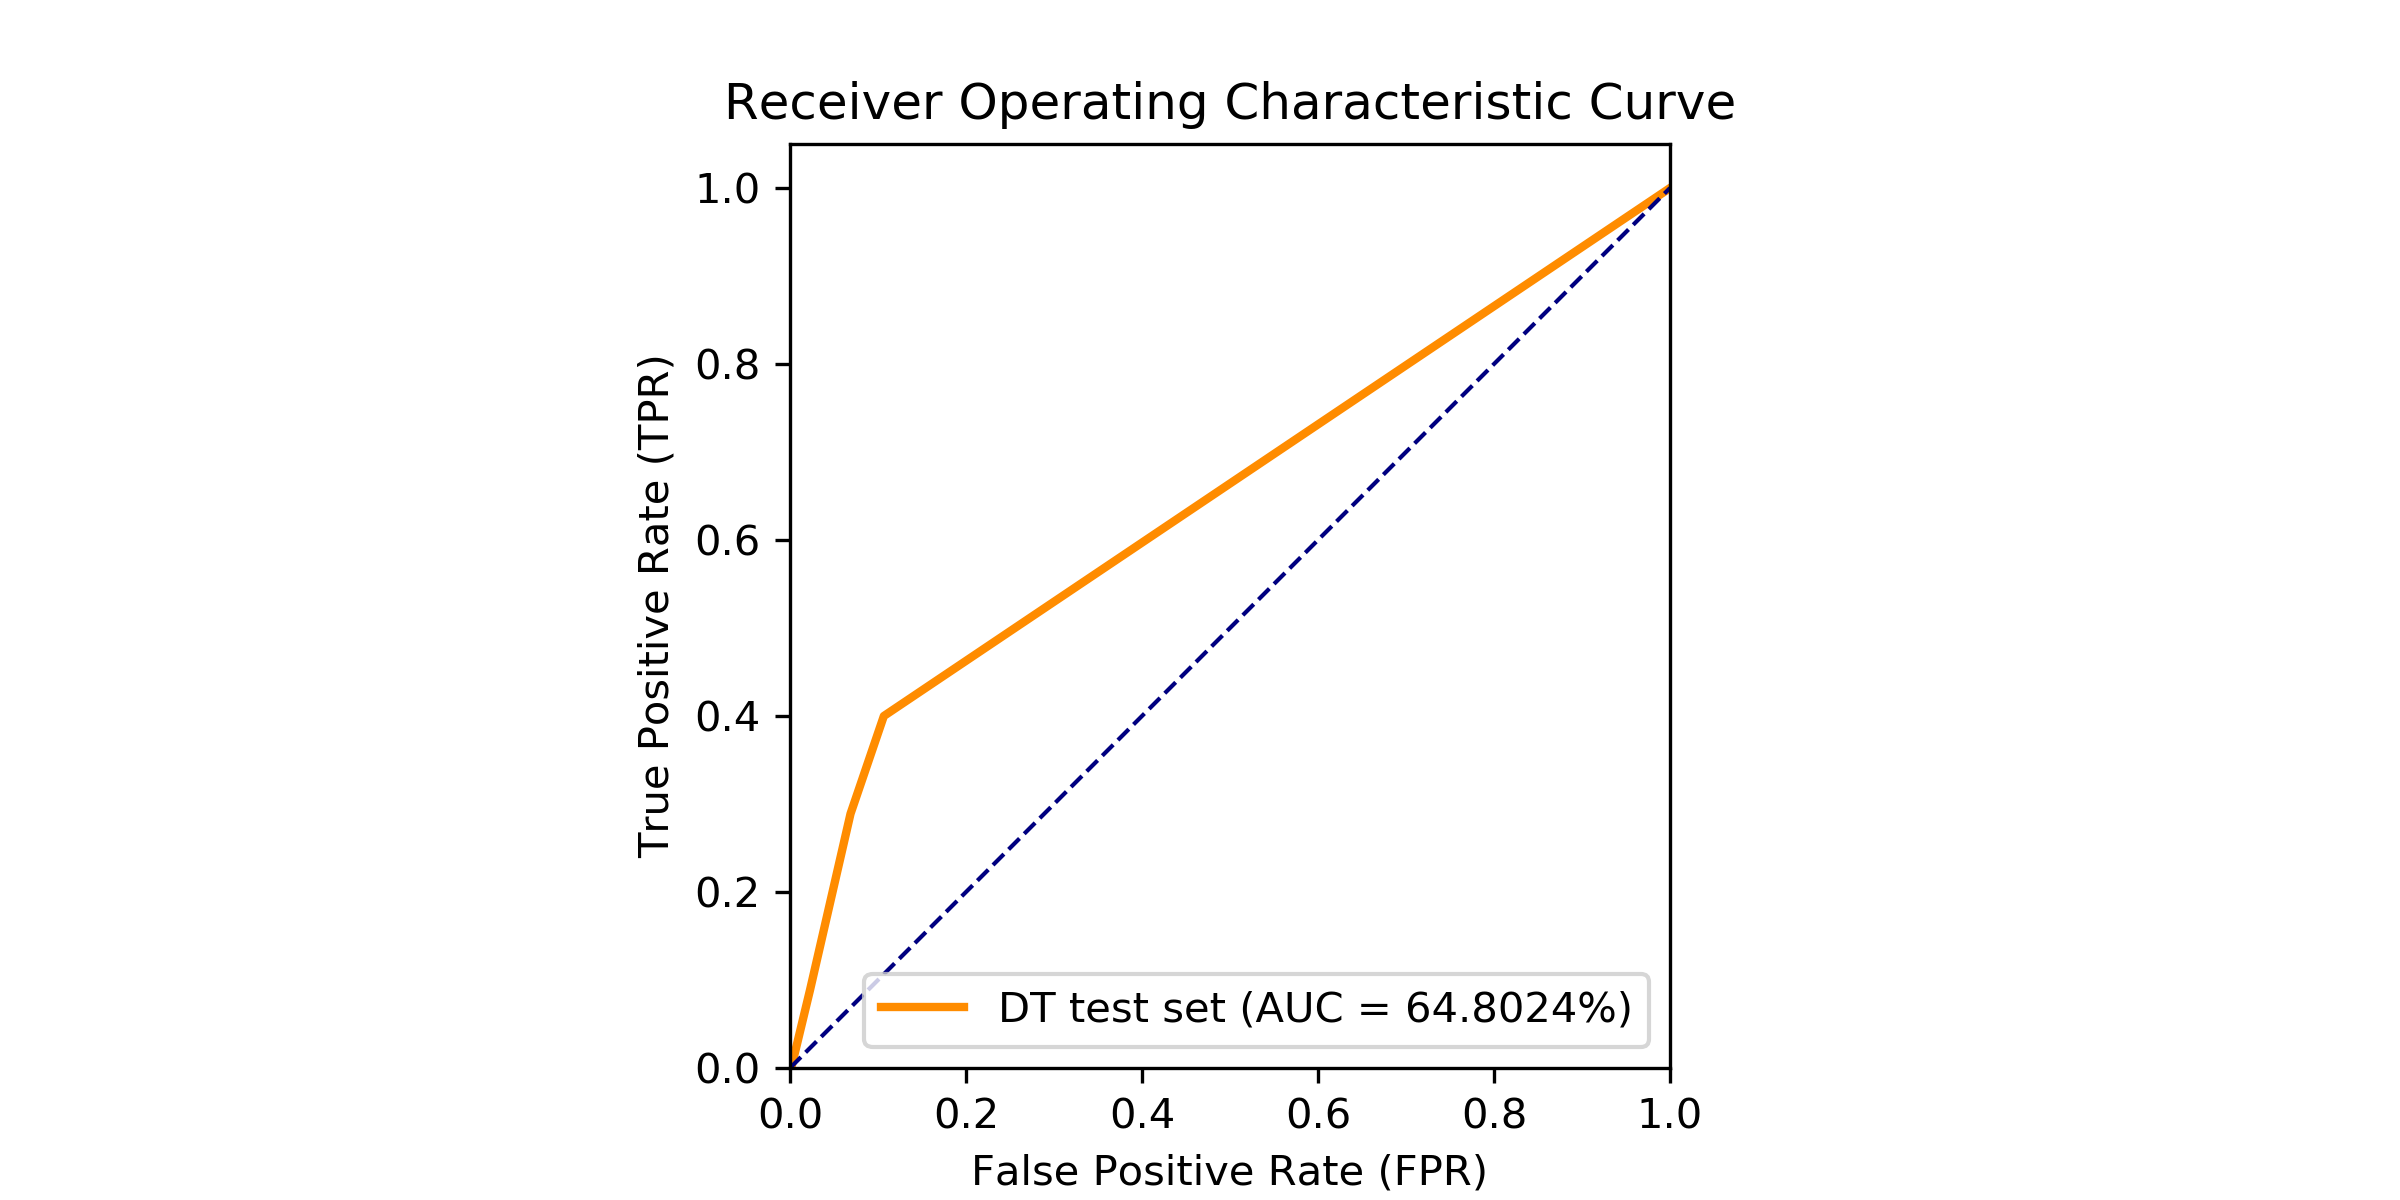 Receiver Operating Characteristic Curve
True Positive Rate (TPR)
1.0
0.8
0.6
0.4
0.2
0.0
DT test set (AUC = 64.8024%)
0.0 0.2 0.4 0.6 0.8 1.0
False Positive Rate (FPR)